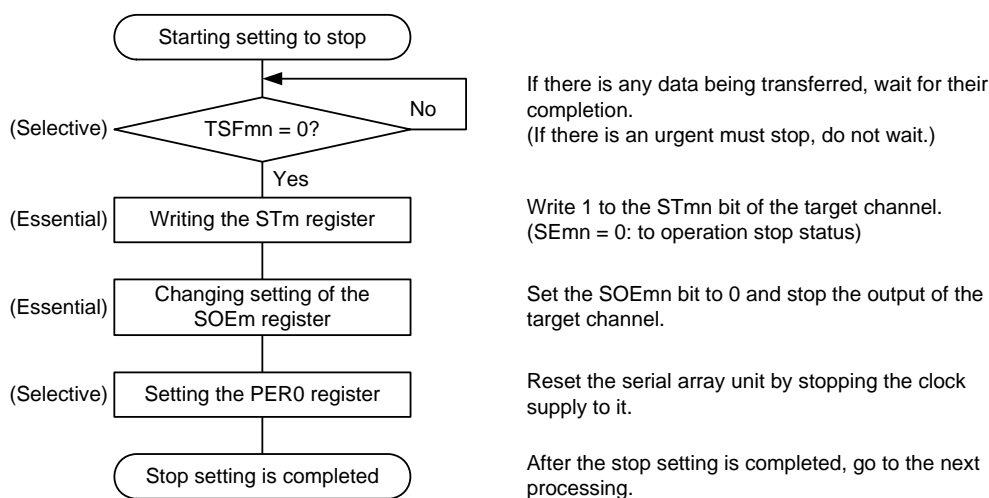 Starting setting to stop
No
(Selective)
TSFmn = 0?
If there is any data being transferred, wait for their
completion.
(If there is an urgent must stop, do not wait.)
Yes
(Essential)
Writing the STm register
Write 1 to the STmn bit of the target channel.
(SEmn = 0: to operation stop status)
(Essential)
Changing setting of the
SOEm register
Set the SOEmn bit to 0 and stop the output of the
target channel.
(Selective)
Setting the PER0 register
Reset the serial array unit by stopping the clock
supply to it.
Stop setting is completed
After the stop setting is completed, go to the next
processing.